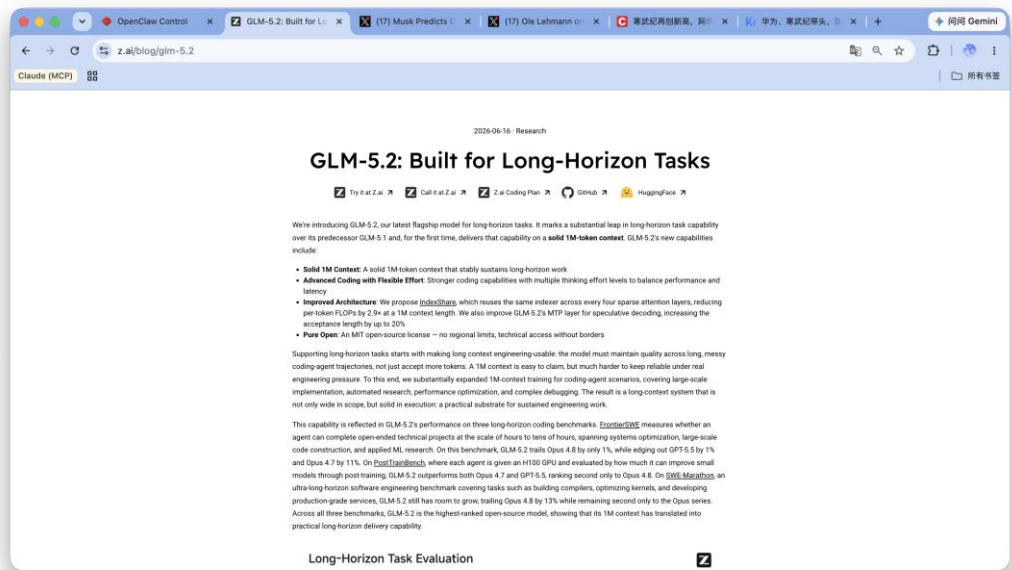 OpenClaw Control
GLM-5.2: Built for Lo
(17) Musk Predicts C
(17) Ole Lehmann on
寒武纪再创新高，
华为、寒武纪带头，
问问 Gemini
z.ai/blog/glm-5.2
Claude (MCP)
所有书签
2026-06-16 · Research
GLM-5.2: Built for Long-Horizon Tasks
Try it at Z.ai ↗ Call it at Z.ai ↗ Z.ai Coding Plan ↗ GitHub ↗ HuggingFace ↗
We're introducing GLM-5.2, our latest flagship model for long-horizon tasks. It marks a substantial leap in long-horizon task capability
over its predecessor GLM-5.1 and, for the first time, delivers that capability on a solid 1M-token context. GLM-5.2's new capabilities
include:
• Solid 1M Context: A solid 1M-token context that stably sustains long-horizon work
• Advanced Coding with Flexible Effort: Stronger coding capabilities with multiple thinking effort levels to balance performance and
latency
• Improved Architecture: We propose IndexShare, which reuses the same indexer across every four sparse attention layers, reducing
per-token FLOPs by 2.9× at a 1M context length. We also improve GLM-5.2's MTP layer for speculative decoding, increasing the
acceptance length by up to 20%
• Pure Open: An MIT open-source license — no regional limits, technical access without borders
Supporting long-horizon tasks starts with making long context engineering-usable: the model must maintain quality across long, messy
coding-agent trajectories, not just accept more tokens. A 1M context is easy to claim, but much harder to keep reliable under real
engineering pressure. To this end, we substantially expanded 1M-context training for coding-agent scenarios, covering large-scale
implementation, automated research, performance optimization, and complex debugging. The result is a long-context system that is
not only wide in scope, but solid in execution: a practical substrate for sustained engineering work.
This capability is reflected in GLM-5.2's performance on three long-horizon coding benchmarks. FrontierSWE measures whether an
agent can complete open-ended technical projects at the scale of hours to tens of hours, spanning systems optimization, large-scale
code construction, and applied ML research. On this benchmark, GLM-5.2 trails Opus 4.8 by only 1%, while edging out GPT-5.5 by 1%
and Opus 4.7 by 11%. On PostTrainBench, where each agent is given an H100 GPU and evaluated by how much it can improve small
models through post-training, GLM-5.2 outperforms both Opus 4.7 and GPT-5.5, ranking second only to Opus 4.8. On SWE-Marathon, an
ultra-long-horizon software engineering benchmark covering tasks such as building compilers, optimizing kernels, and developing
production-grade services, GLM-5.2 still has room to grow, trailing Opus 4.8 by 13% while remaining second only to the Opus series.
Across all three benchmarks, GLM-5.2 is the highest-ranked open-source model, showing that its 1M context has translated into
practical long-horizon delivery capability.
Long-Horizon Task Evaluation